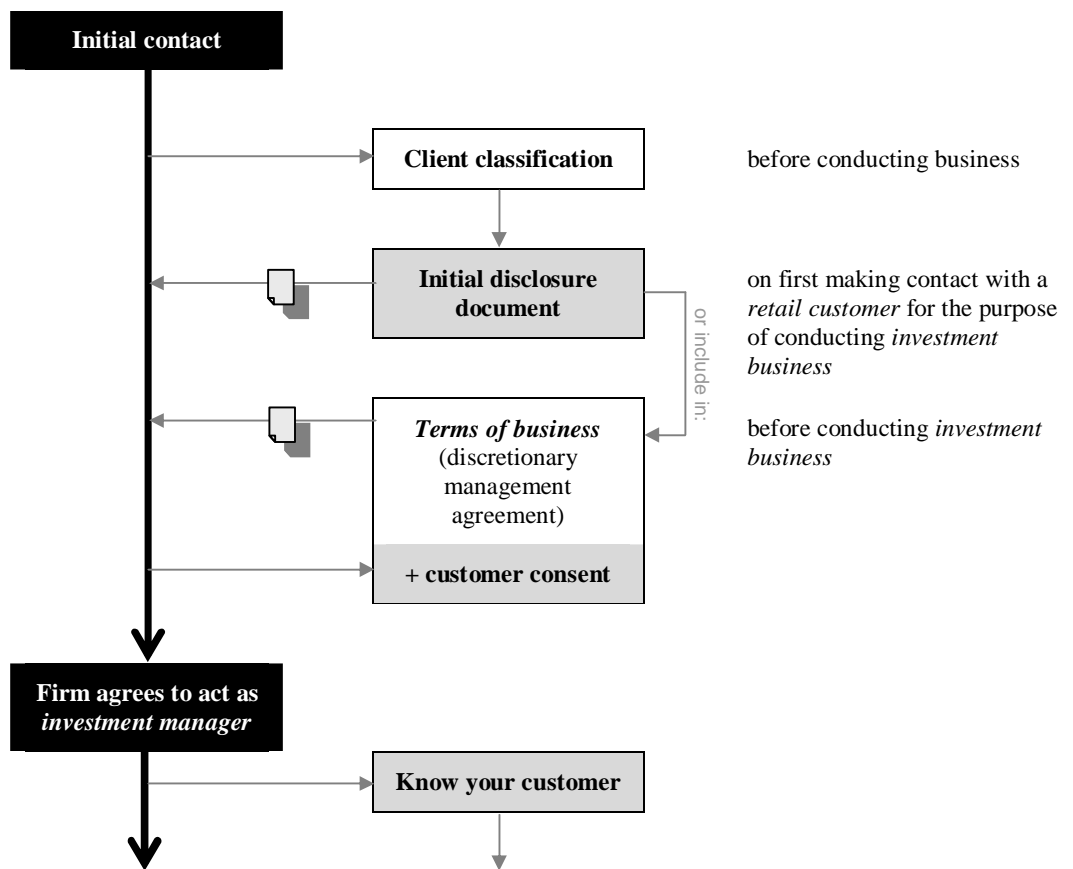 Initial contact
Client classification
before conducting business
Initial disclosure
document
on first making contact with a
retail customer for the purpose
of conducting investment
business
or include in:
Terms of business
(discretionary
management
agreement)
before conducting investment
business
+ customer consent
Firm agrees to act as
investment manager
Know your customer